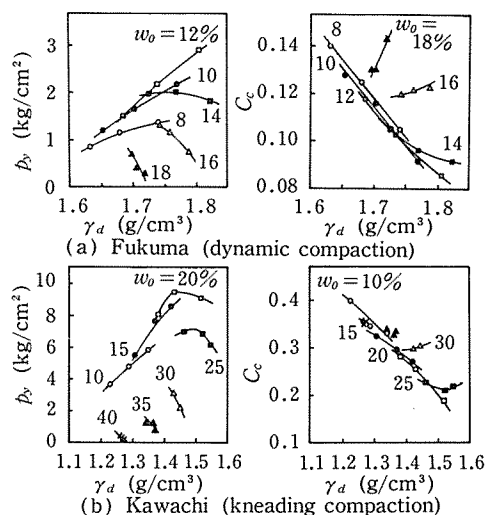 (a)
w₀ = 12%
10
14
8
16
18
p_y (kg/cm²)
3
2
1
0
1.6 1.7 1.8
γ_d (g/cm³)
8
10
12
w₀ =
18%
16
14
C_c
0.14
0.12
0.10
0.08
1.6 1.7 1.8
γ_d (g/cm³)
(a) Fukuma (dynamic compaction)
(b)
w₀ = 20%
15
10
25
30
35
40
p_y (kg/cm²)
10
8
6
4
2
0
1.1 1.2 1.3 1.4 1.5 1.6
γ_d (g/cm³)
w₀ = 10%
15
20
30
25
C_c
0.4
0.3
0.2
0.1
1.1 1.2 1.3 1.4 1.5 1.6
γ_d (g/cm³)
(b) Kawachi (kneading compaction)